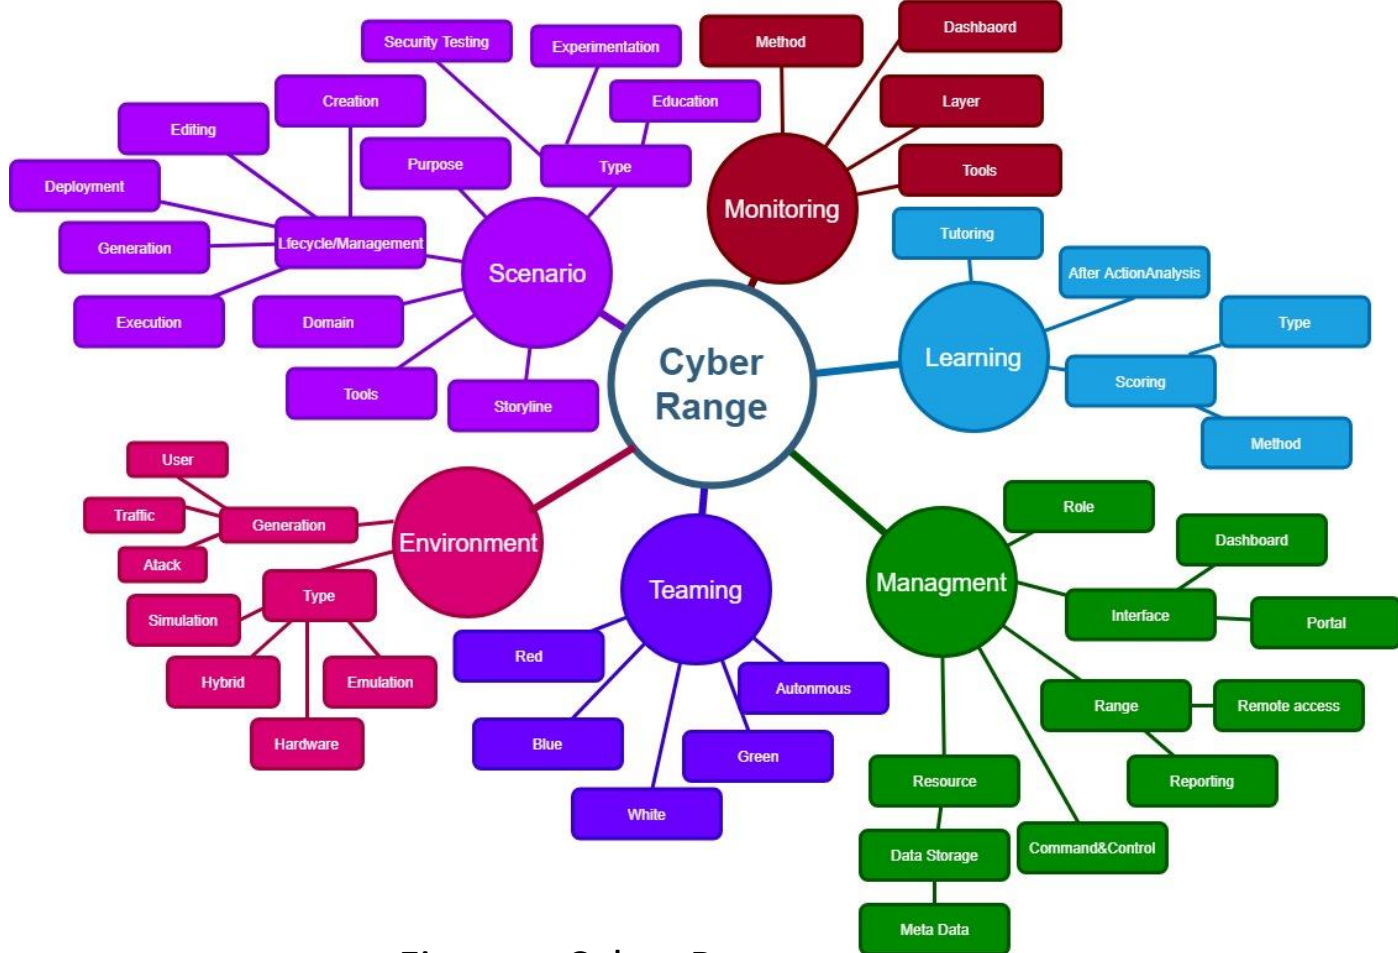 Security Testing
Experimentation
Education
Creation
Editing
Deployment
Generation
Execution
Lfecycle/Management
Purpose
Type
Scenario
Domain
Tools
Storyline
Method
Dashbaord
Layer
Tools
Monitoring
Tutoring
After ActionAnalysis
Type
Learning
Scoring
Method
Cyber
Range
User
Traffic
Atack
Generation
Environment
Type
Simulation
Hybrid
Emulation
Hardware
Teaming
Red
Blue
White
Green
Autonmous
Managment
Role
Dashboard
Interface
Portal
Range
Remote access
Reporting
Resource
Command&Control
Data Storage
Meta Data